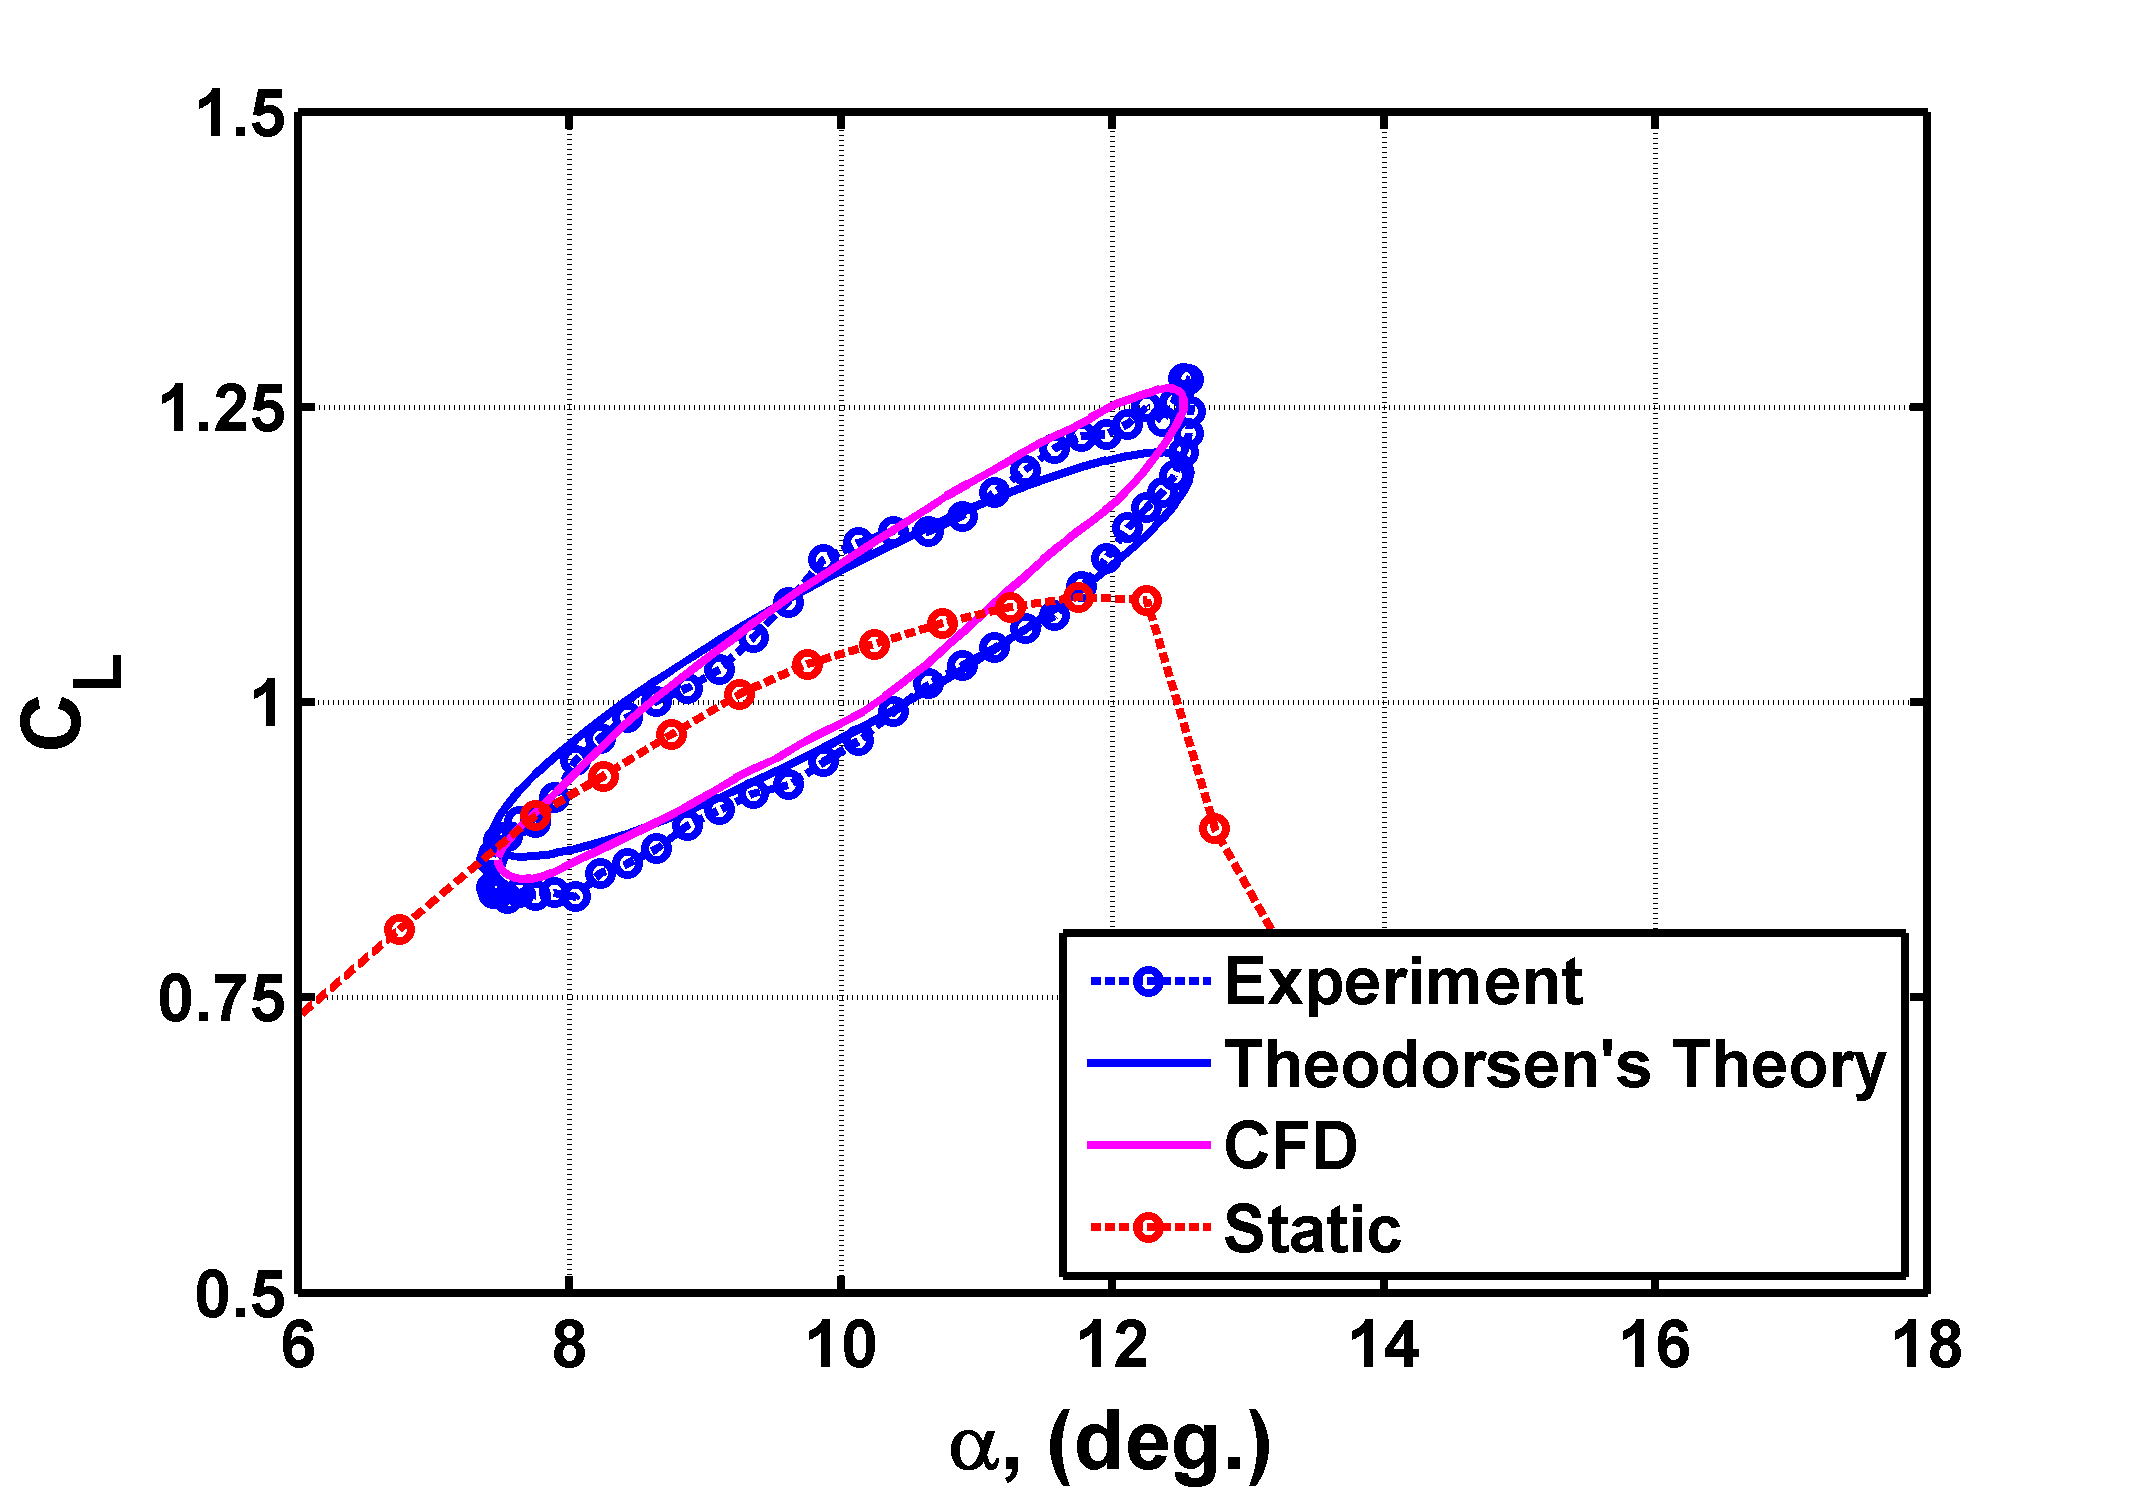 1.5
1.25
1
0.75
0.5
C_L
6 8 10 12 14 16 18
α, (deg.)
Experiment
Theodorsen's Theory
CFD
Static